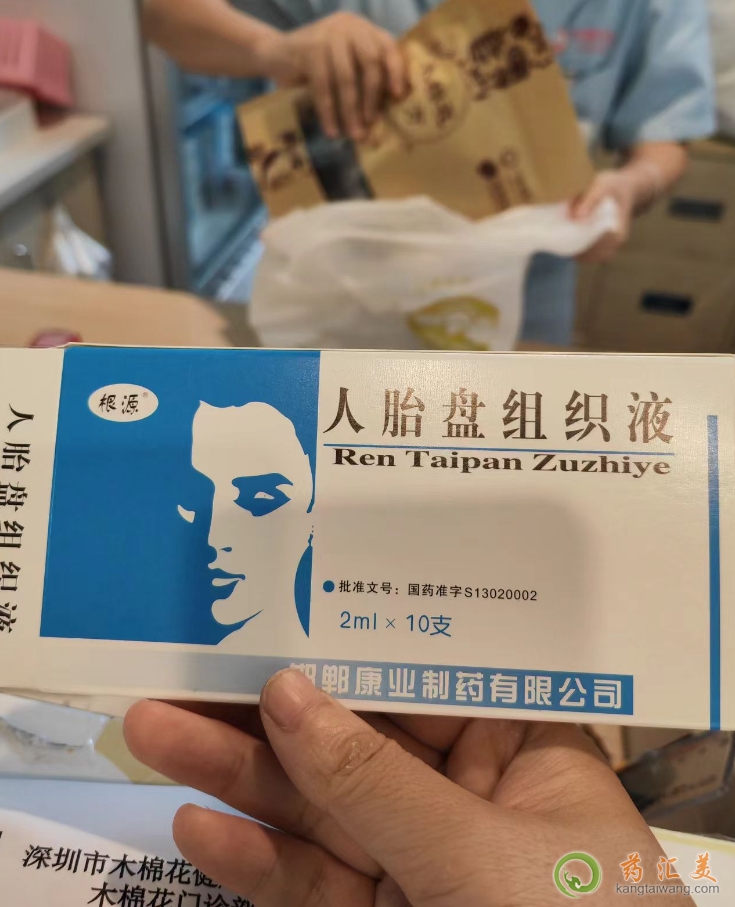 根源®
人胎盘组织液
Ren Taipan Zuzhiye
批准文号：国药准字S13020002
2ml × 10支
邯郸康业制药有限公司
人胎盘组织液
深圳市木棉花健
木棉花门诊部
药汇美
kangtaiwang.com